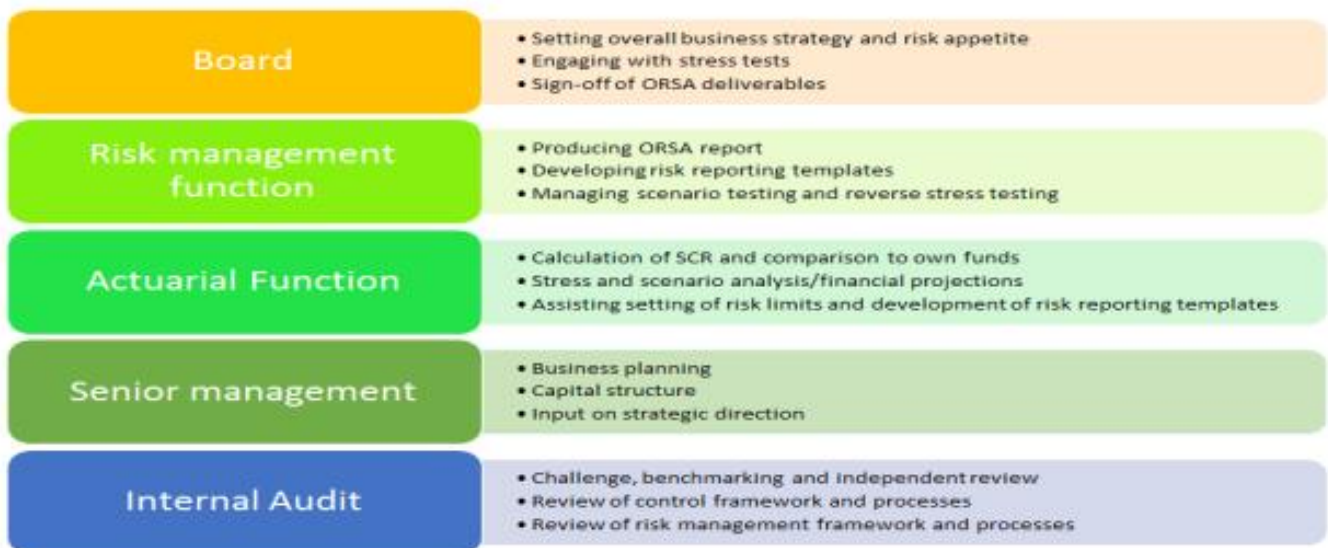 Board
• Setting overall business strategy and risk appetite
• Engaging with stress tests
• Sign-off of ORSA deliverables
Risk management
function
• Producing ORSA report
• Developing risk reporting templates
• Managing scenario testing and reverse stress testing
Actuarial Function
• Calculation of SCR and comparison to own funds
• Stress and scenario analysis/financial projections
• Assisting setting of risk limits and development of risk reporting templates
Senior management
• Business planning
• Capital structure
• Input on strategic direction
Internal Audit
• Challenge, benchmarking and independent review
• Review of control framework and processes
• Review of risk management framework and processes